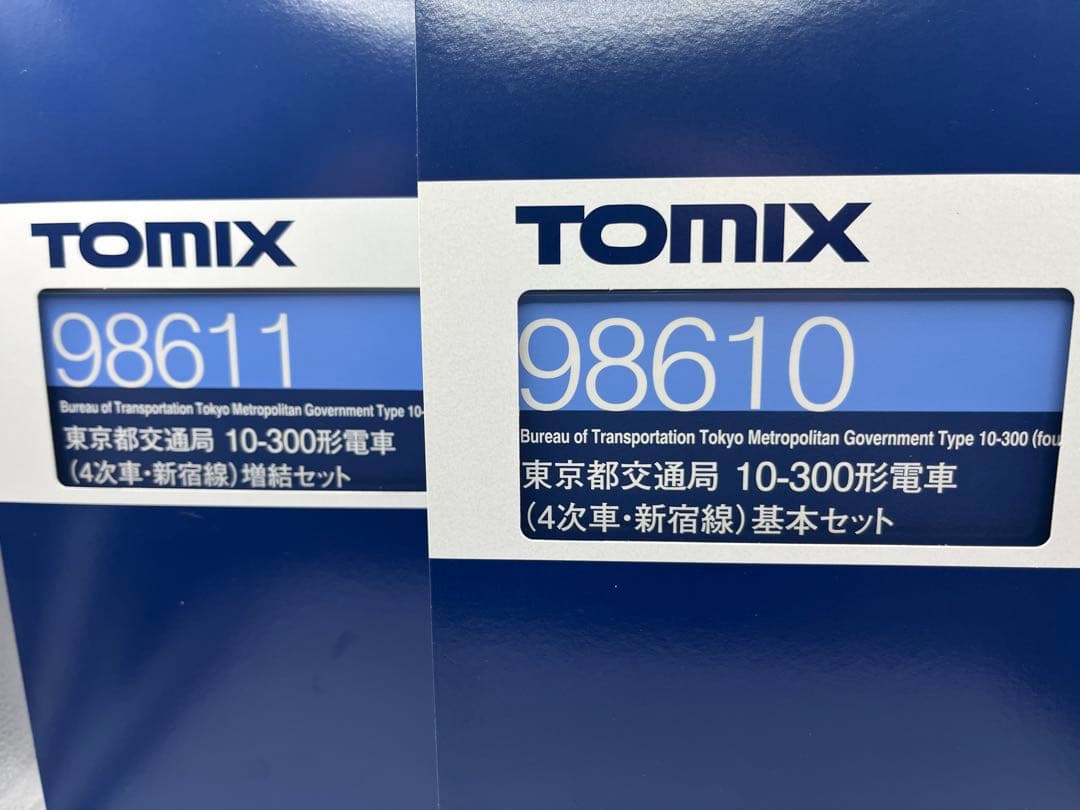 TOMIX
98611
Bureau of Transportation Tokyo Metropolitan Government Type 10-
東京都交通局 10-300形電車
(4次車・新宿線)増結セット
TOMIX
98610
Bureau of Transportation Tokyo Metropolitan Government Type 10-300 (fou
東京都交通局 10-300形電車
(4次車・新宿線)基本セット